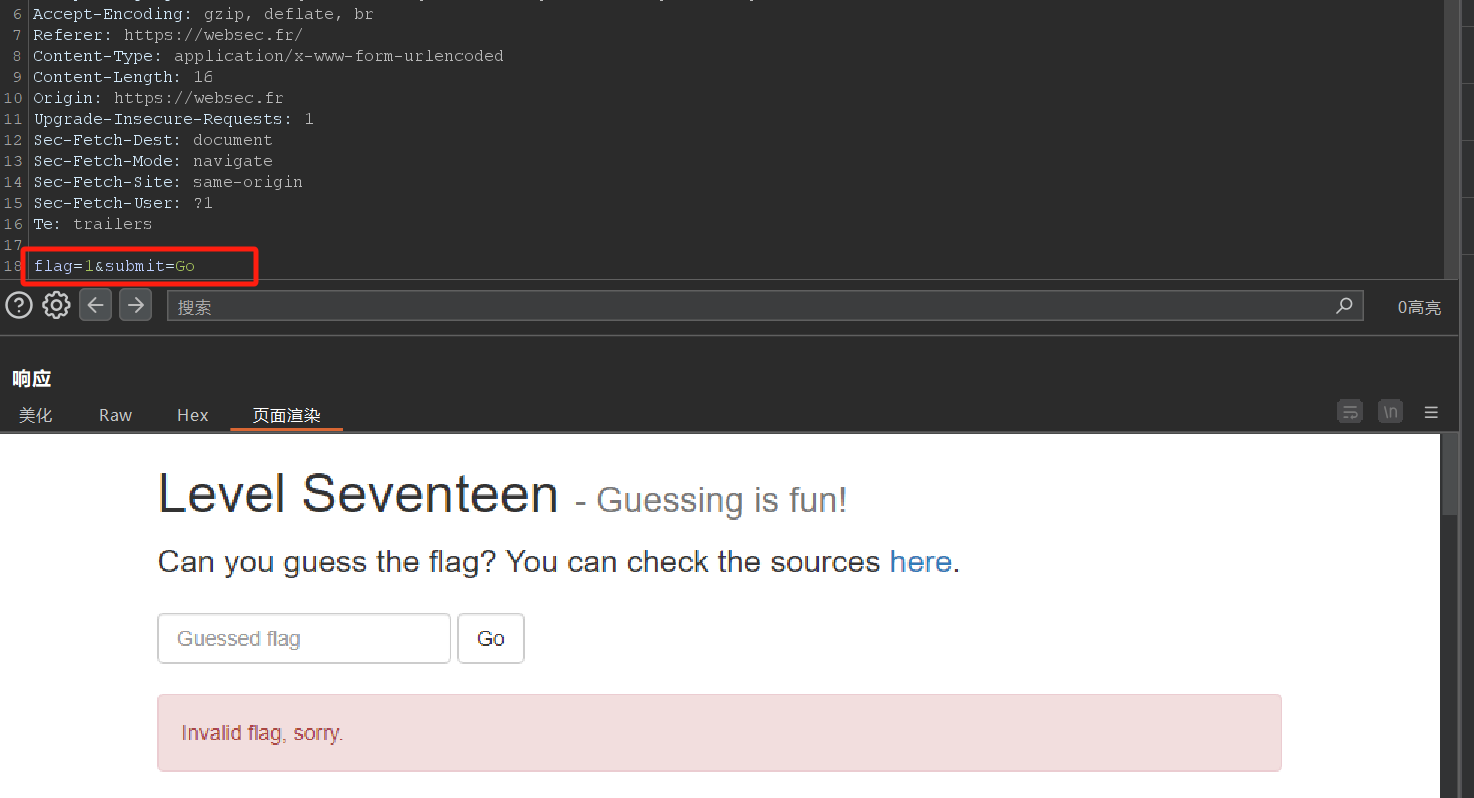 6 Accept-Encoding: gzip, deflate, br
7 Referer: https://websec.fr/
8 Content-Type: application/x-www-form-urlencoded
9 Content-Length: 16
10 Origin: https://websec.fr
11 Upgrade-Insecure-Requests: 1
12 Sec-Fetch-Dest: document
13 Sec-Fetch-Mode: navigate
14 Sec-Fetch-Site: same-origin
15 Sec-Fetch-User: ?1
16 Te: trailers
17
18 flag=1&submit=Go
搜索 0高亮
响应
美化 Raw Hex 页面渲染 \n
Level Seventeen - Guessing is fun!
Can you guess the flag? You can check the sources here.
Guessed flag Go
Invalid flag, sorry.